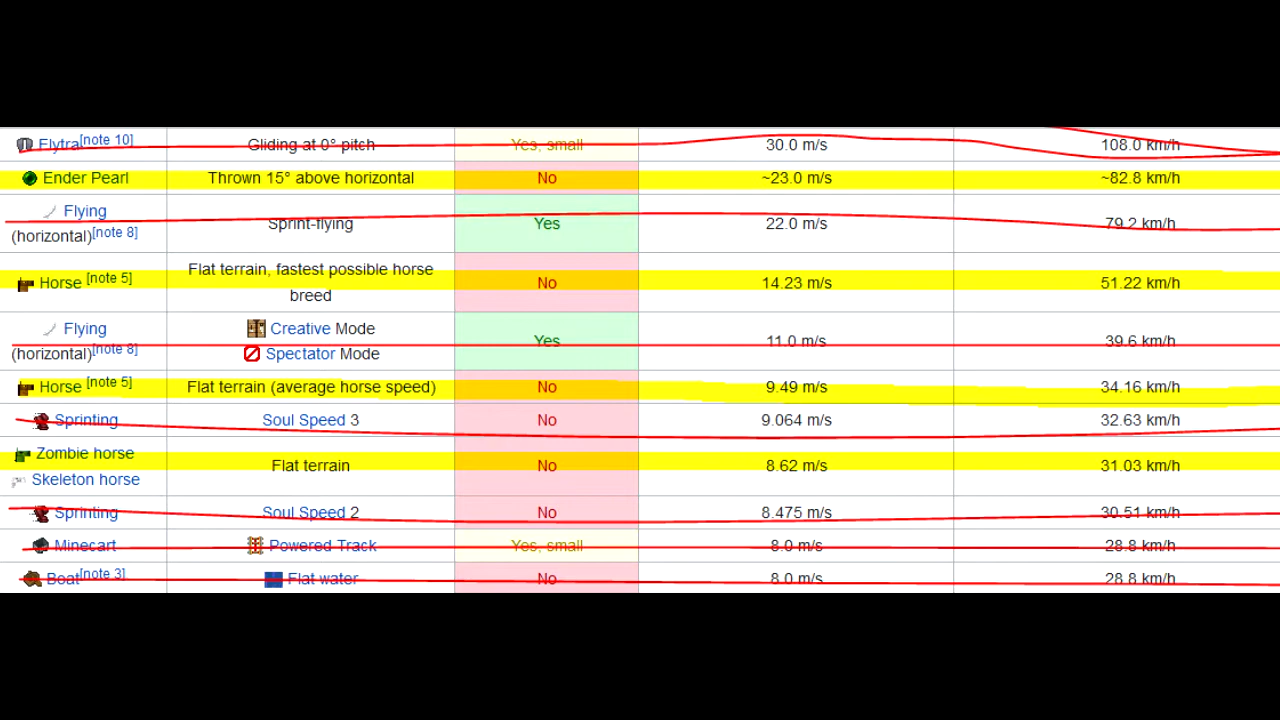 Elytra[note 10] Gliding at 0° pitch Yes, small 30.0 m/s 108.0 km/h
Ender Pearl Thrown 15° above horizontal No ~23.0 m/s ~82.8 km/h
Flying
(horizontal)[note 8] Sprint-flying Yes 22.0 m/s 79.2 km/h
Horse [note 5] Flat terrain, fastest possible horse
breed No 14.23 m/s 51.22 km/h
Flying Creative Mode
(horizontal)[note 8] Spectator Mode Yes 11.0 m/s 39.6 km/h
Horse [note 5] Flat terrain (average horse speed) No 9.49 m/s 34.16 km/h
Sprinting Soul Speed 3 No 9.064 m/s 32.63 km/h
Zombie horse
Skeleton horse Flat terrain No 8.62 m/s 31.03 km/h
Sprinting Soul Speed 2 No 8.475 m/s 30.51 km/h
Minecart Powered Track Yes, small 8.0 m/s 28.8 km/h
Boat[note 3] Flat water No 8.0 m/s 28.8 km/h